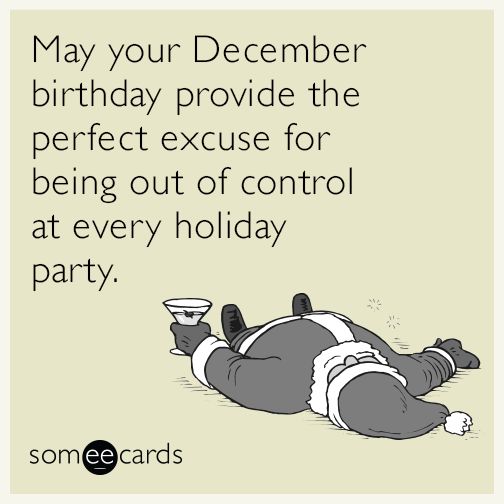 May your December
birthday provide the
perfect excuse for
being out of control
at every holiday
party.
someecards